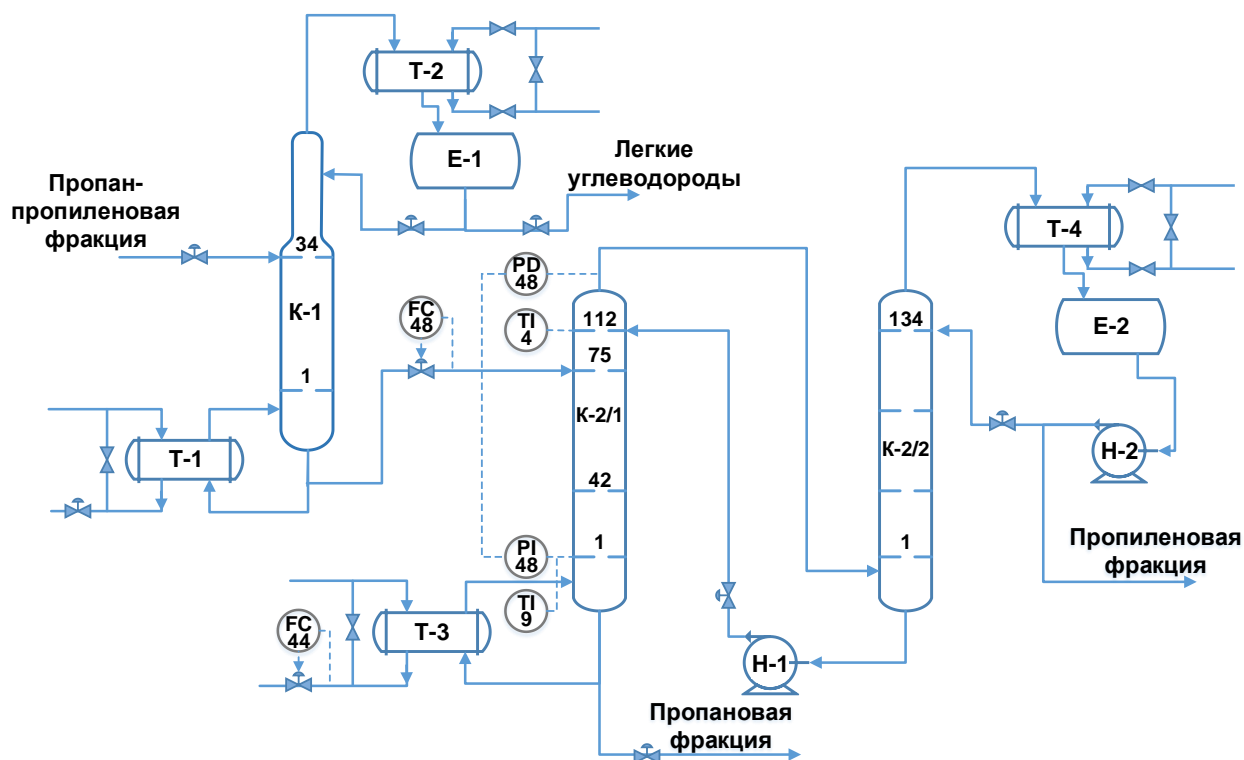 Т-2
Е-1
Легкие
углеводороды
Пропан-
пропиленовая
фракция
34
К-1
1
Т-1
FC
48
PD
48
TI
4
112
75
К-2/1
42
1
PI
48
TI
9
FC
44
Т-3
Н-1
Пропановая
фракция
134
К-2/2
1
Т-4
Е-2
Н-2
Пропиленовая
фракция